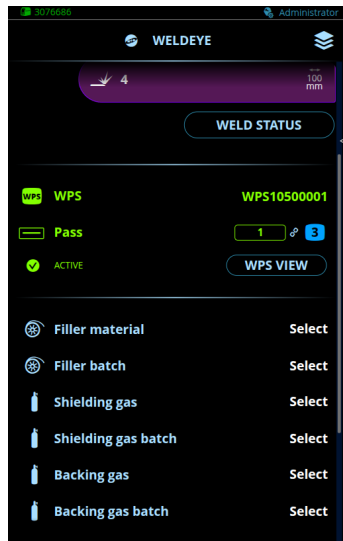 3076686 Administrator
WELDEYE
4 100
mm
WELD STATUS
WPS WPS WPS10500001
Pass 1 3
ACTIVE WPS VIEW
Filler material Select
Filler batch Select
Shielding gas Select
Shielding gas batch Select
Backing gas Select
Backing gas batch Select